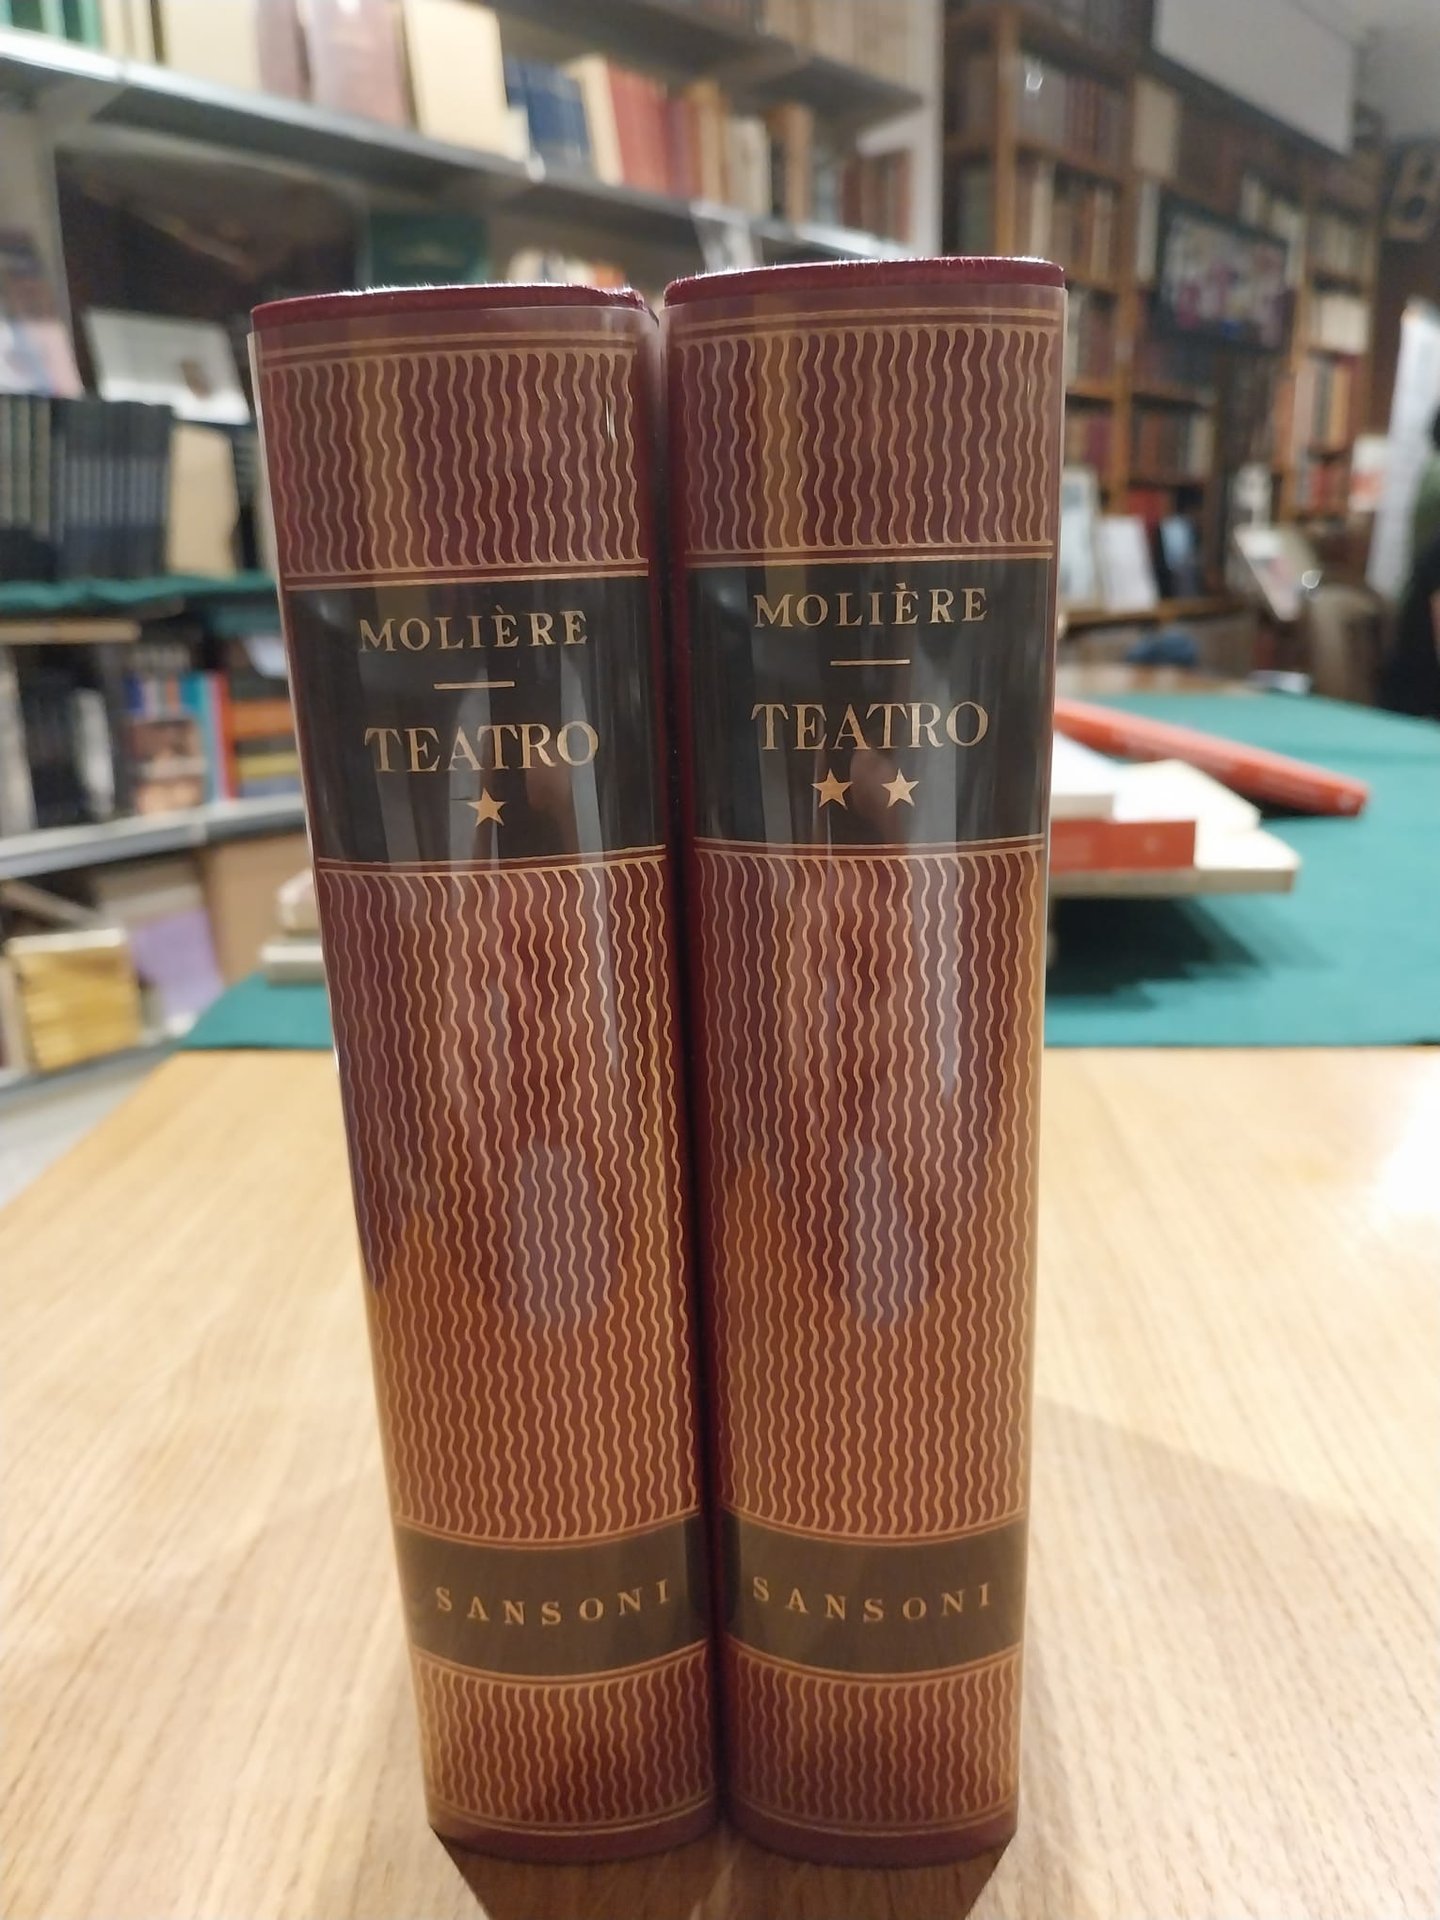 MOLIÈRE
TEATRO
★
SANSONI
MOLIÈRE
TEATRO
★ ★
SANSONI